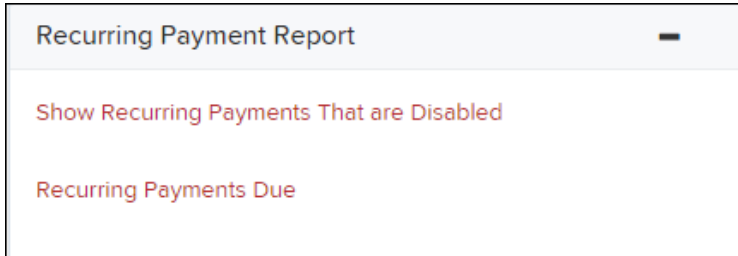 Recurring Payment Report
Show Recurring Payments That are Disabled
Recurring Payments Due